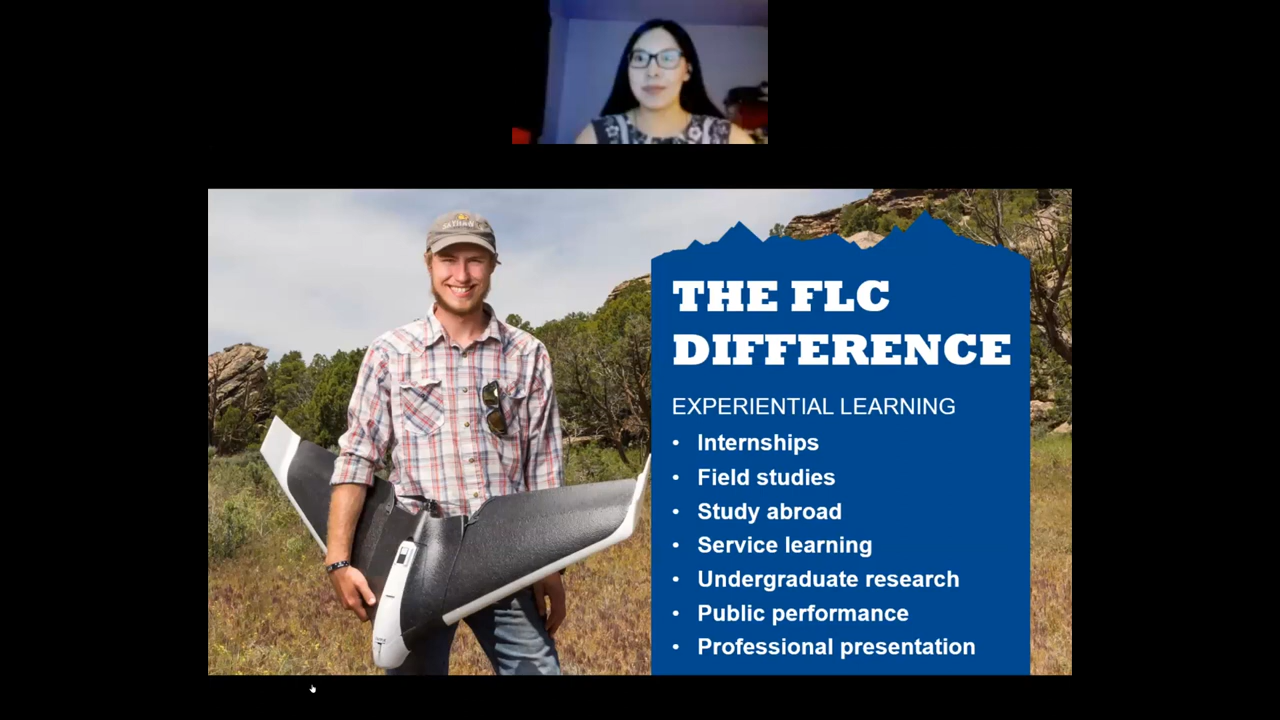 THE FLC
DIFFERENCE
EXPERIENTIAL LEARNING
• Internships
• Field studies
• Study abroad
• Service learning
• Undergraduate research
• Public performance
• Professional presentation